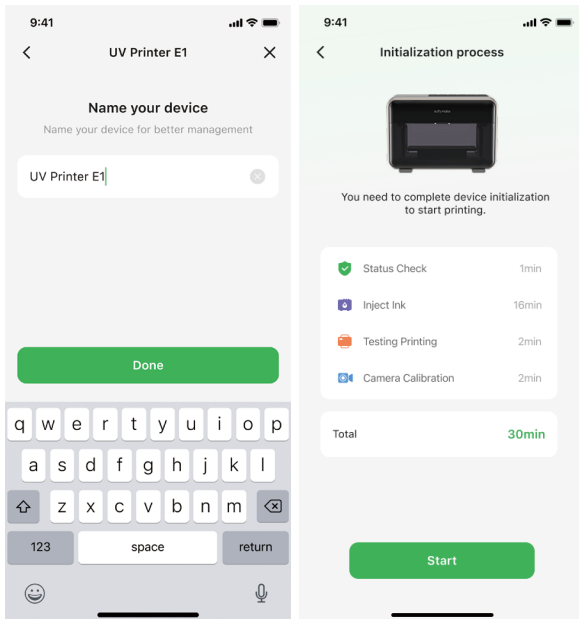 9:41
UV Printer E1
Name your device
Name your device for better management
UV Printer E1
Done
q w e r t y u i o p
a s d f g h j k l
z x c v b n m
123 space return
9:41
Initialization process
You need to complete device initialization
to start printing.
Status Check 1min
Inject Ink 16min
Testing Printing 2min
Camera Calibration 2min
Total 30min
Start